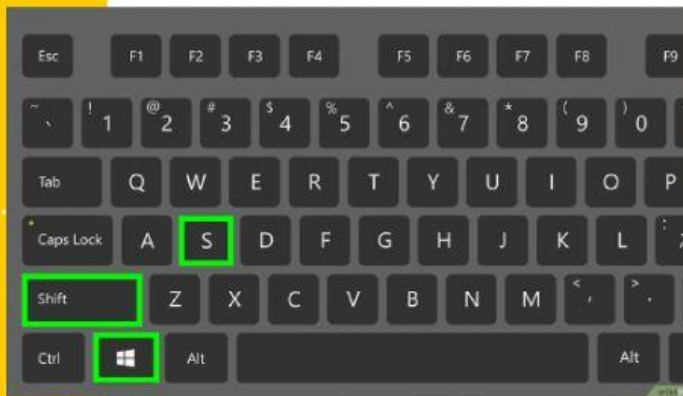 Esc F1 F2 F3 F4 F5 F6 F7 F8 F9
~ ` ! 1 @ 2 # 3 $ 4 % 5 ^ 6 & 7 * 8 ( 9 ) 0
Tab Q W E R T Y U I O P
Caps Lock A S D F G H J K L :
Shift Z X C V B N M < , > .
Ctrl Alt Alt